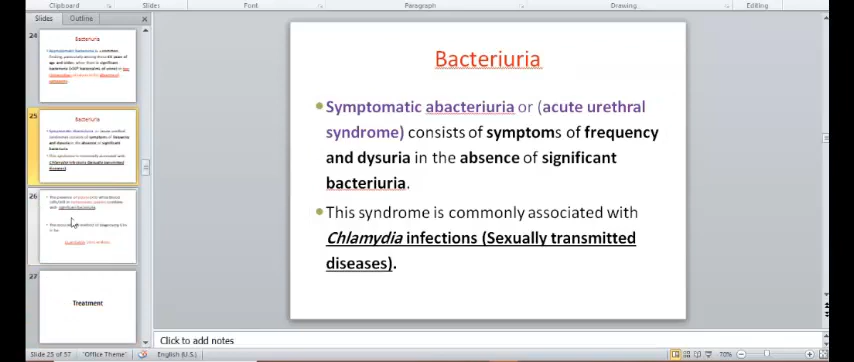 Clipboard
Slides
Font
Paragraph
Drawing
Editing
Slides
Outline
24
Bacteriuria
25
Bacteriuria
26
27
Treatment
Bacteriuria
Symptomatic abacteriuria or (acute urethral
syndrome) consists of symptoms of frequency
and dysuria in the absence of significant
bacteriuria.
This syndrome is commonly associated with
Chlamydia infections (Sexually transmitted
diseases).
Click to add notes
Slide 25 of 57
"Office Theme"
English (U.S.)
70%